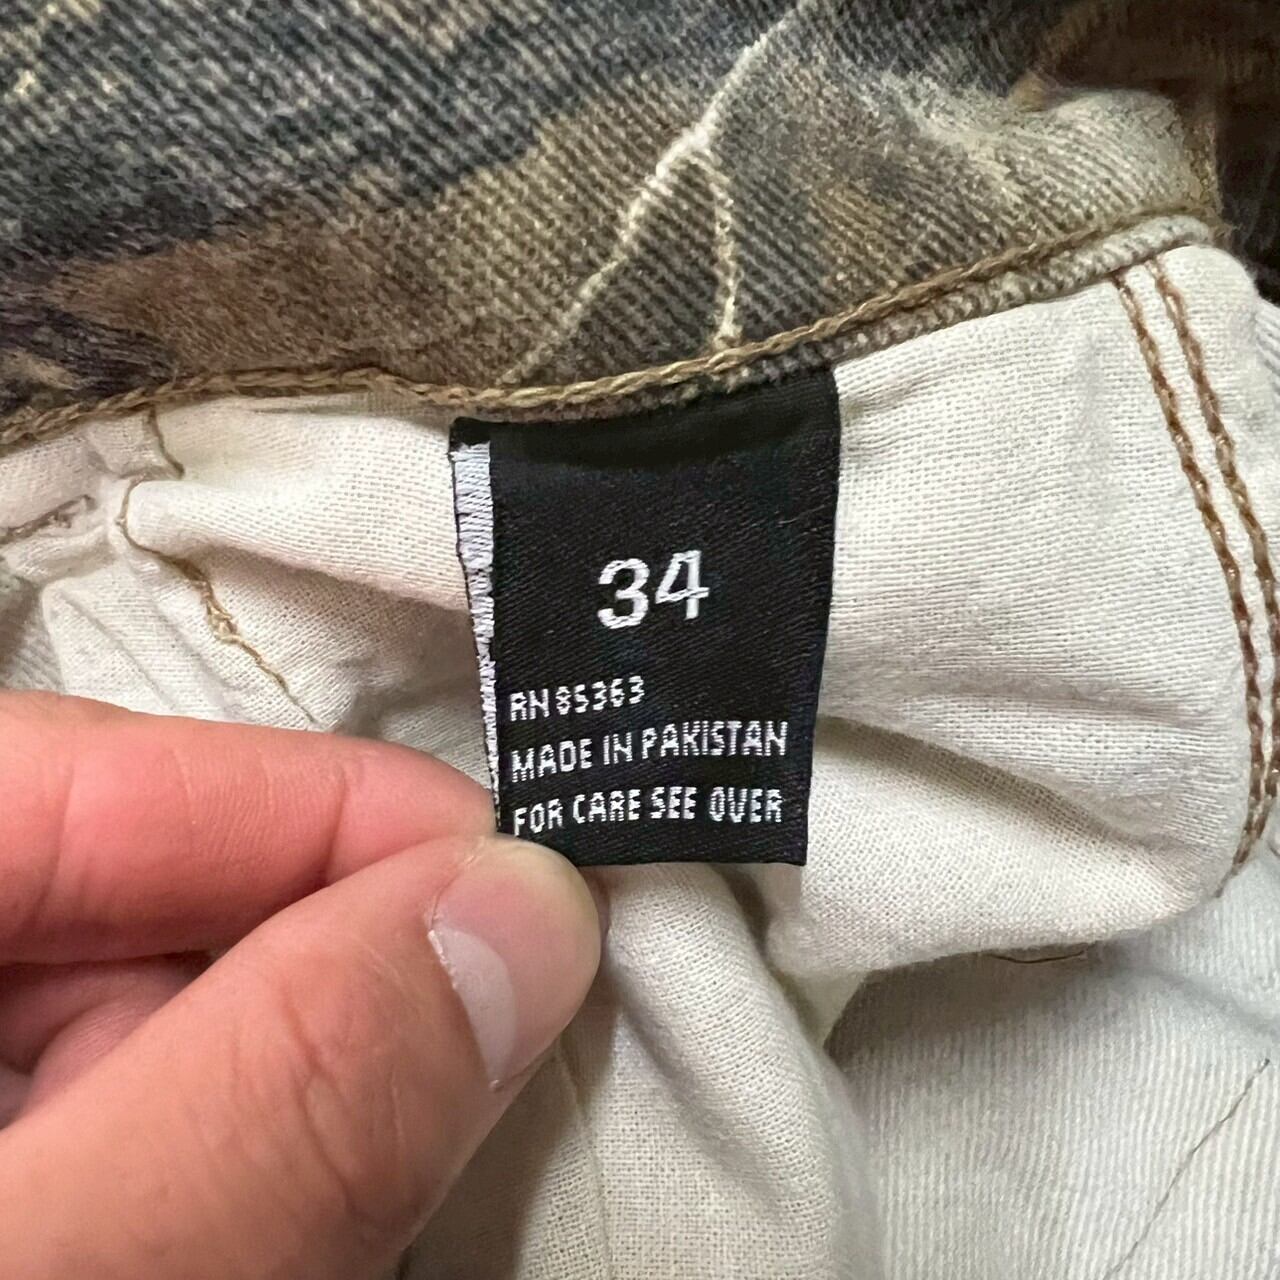 34
RN 85363
MADE IN PAKISTAN
FOR CARE SEE OVER